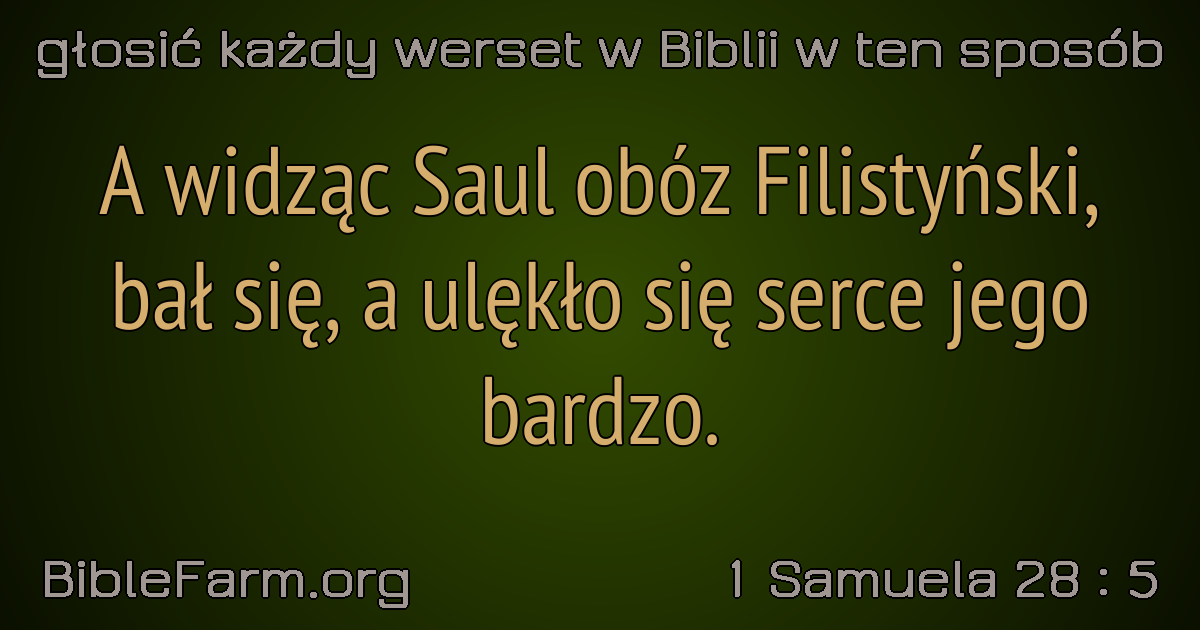 głosić każdy werset w Biblii w ten sposób
A widząc Saul obóz Filistyński,
bał się, a ulękło się serce jego
bardzo.
BibleFarm.org
1 Samuela 28 : 5